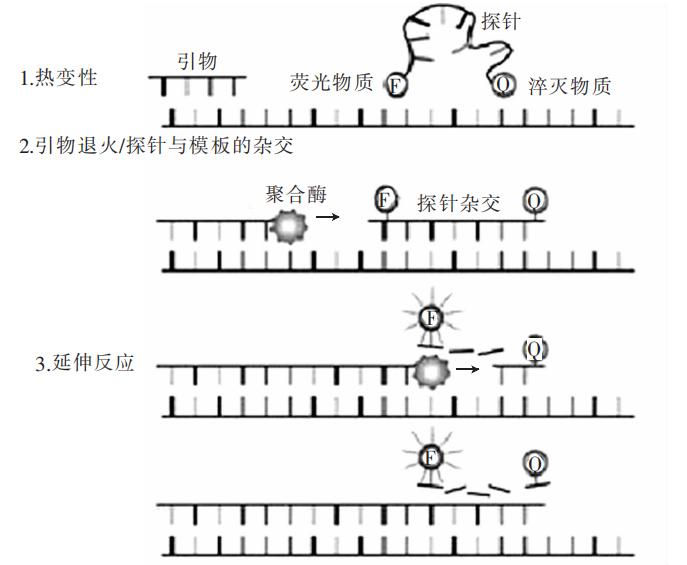 探针
引物
1.热变性
荧光物质
F
Q
淬灭物质
2.引物退火/探针与模板的杂交
聚合酶
F
探针杂交
Q
F
Q
3.延伸反应
F
Q